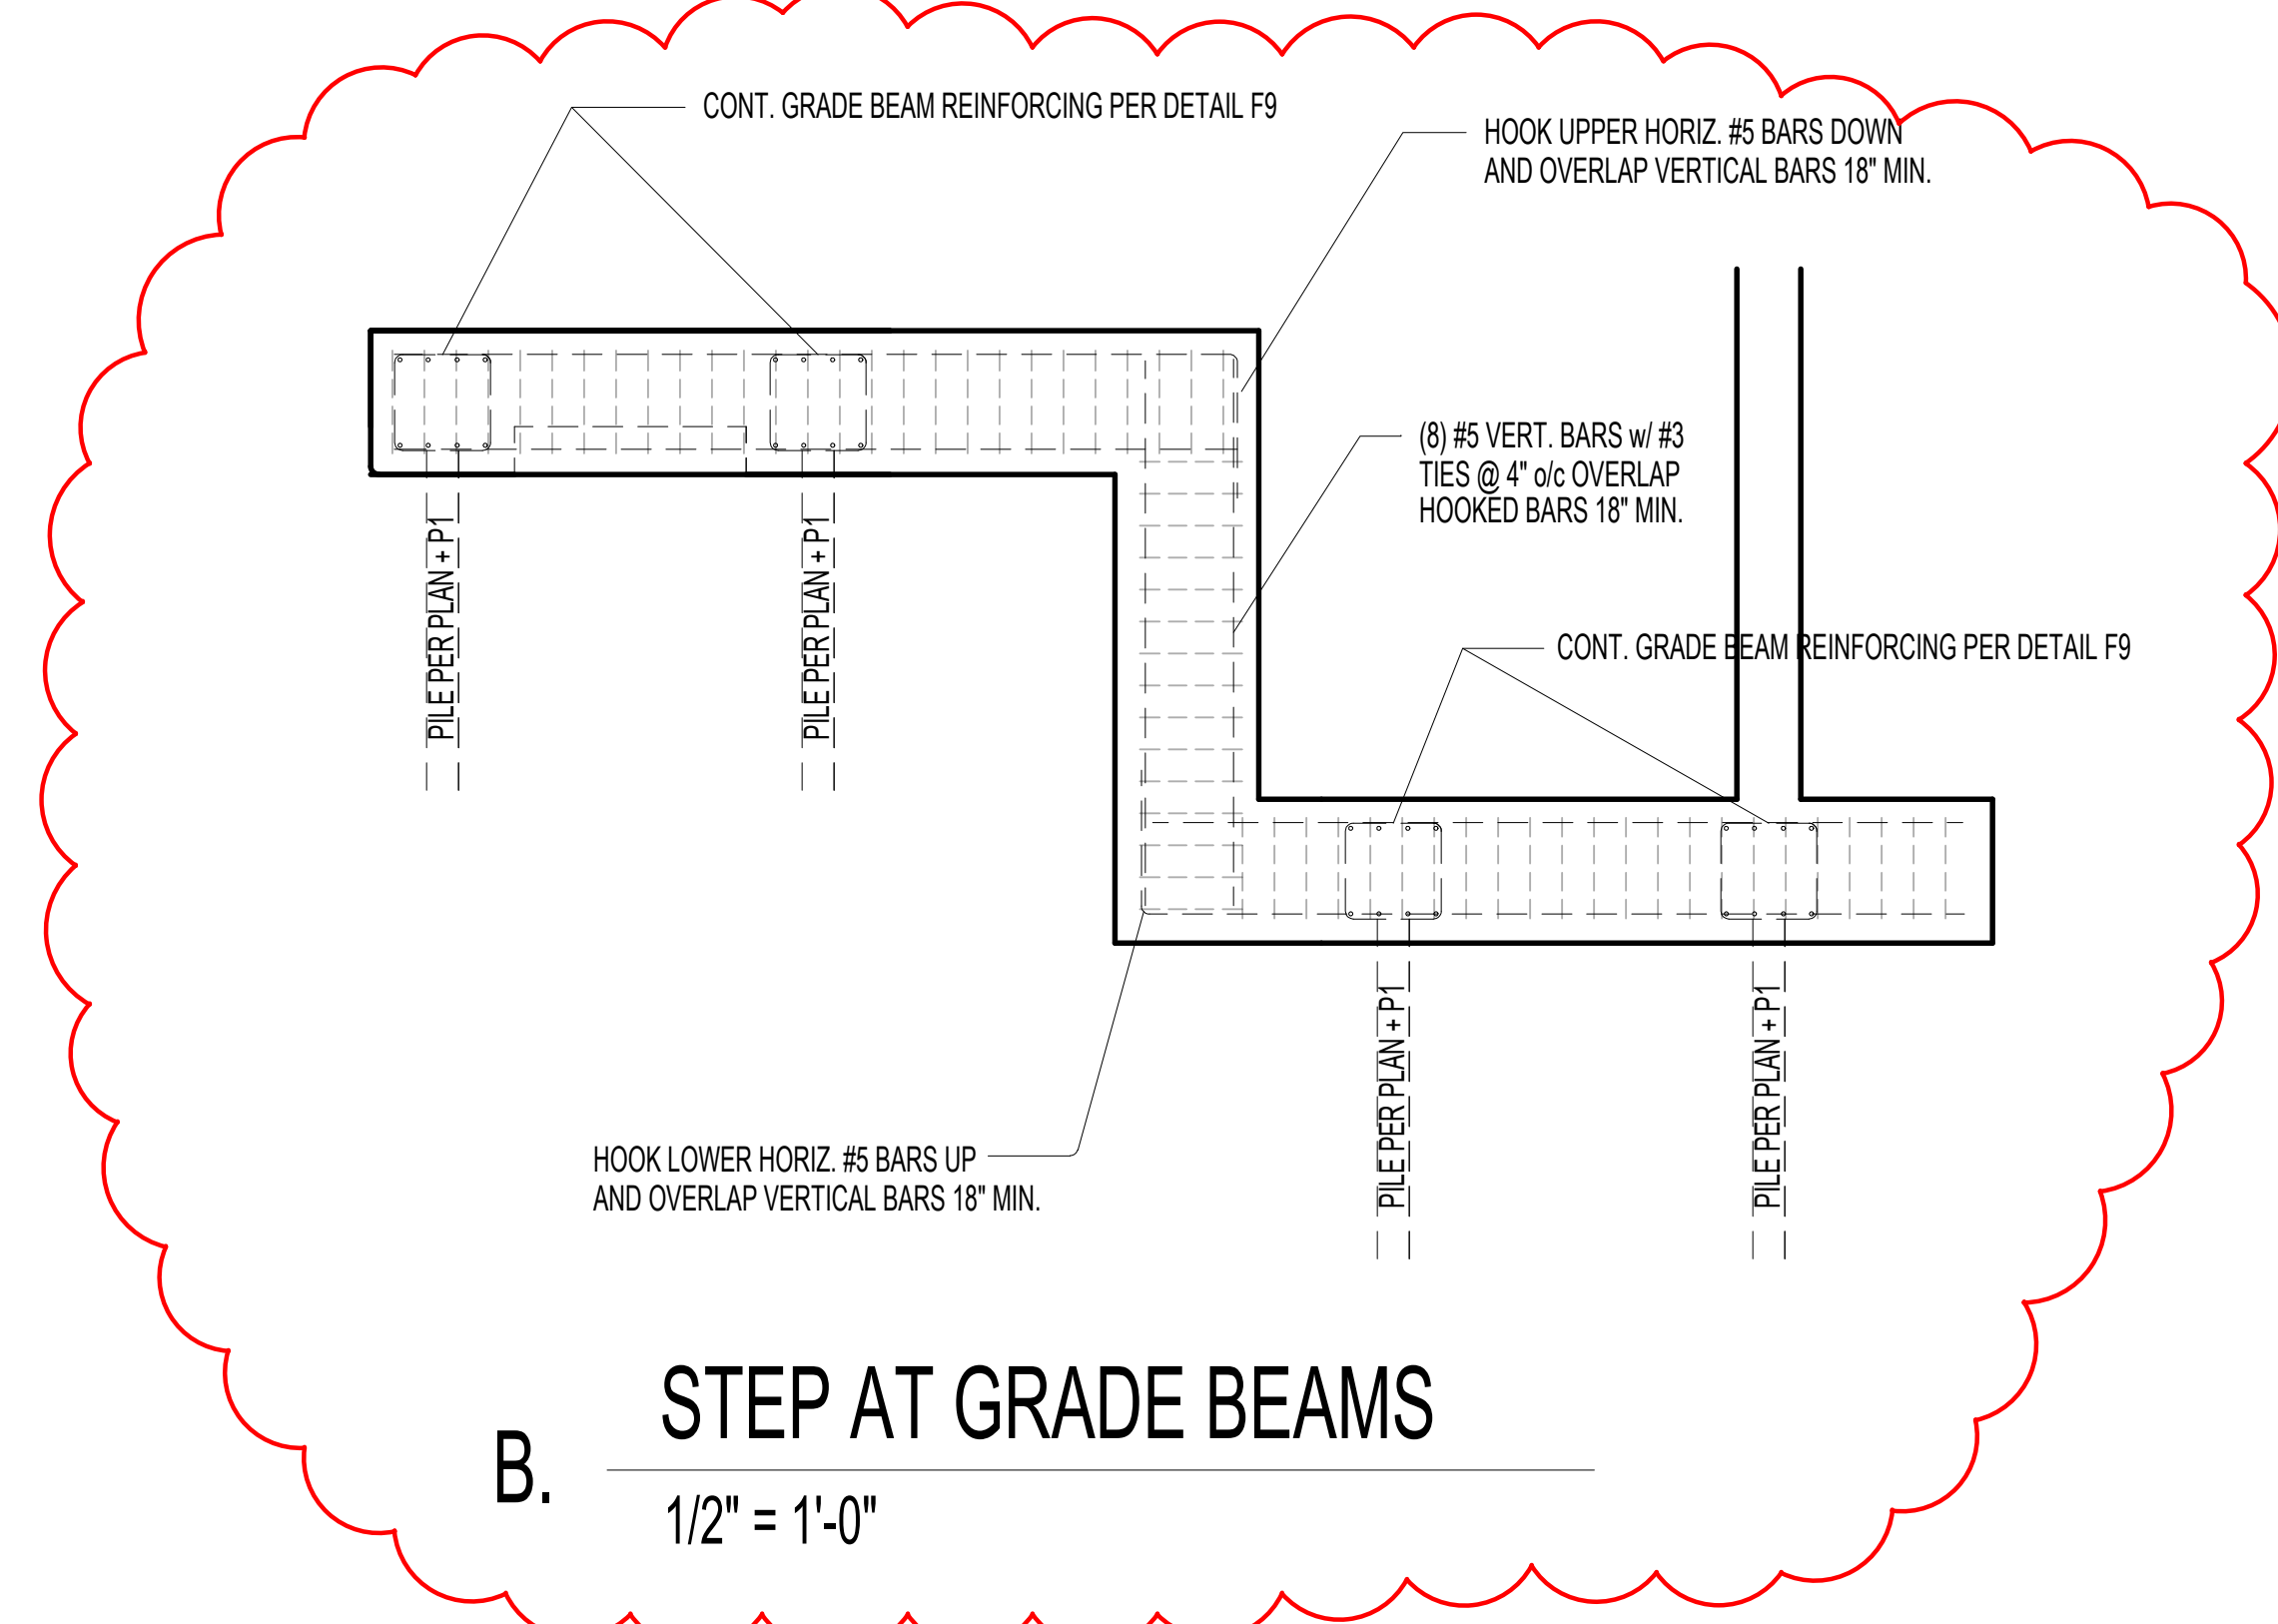 CONT. GRADE BEAM REINFORCING PER DETAIL F9
HOOK UPPER HORIZ. #5 BARS DOWN
AND OVERLAP VERTICAL BARS 18" MIN.
(8) #5 VERT. BARS w/ #3
TIES @ 4" o/c OVERLAP
HOOKED BARS 18" MIN.
PILE PER PLAN + P1
PILE PER PLAN + P1
CONT. GRADE BEAM REINFORCING PER DETAIL F9
PILE PER PLAN + P1
PILE PER PLAN + P1
HOOK LOWER HORIZ. #5 BARS UP
AND OVERLAP VERTICAL BARS 18" MIN.
B.
STEP AT GRADE BEAMS
1/2" = 1'-0"